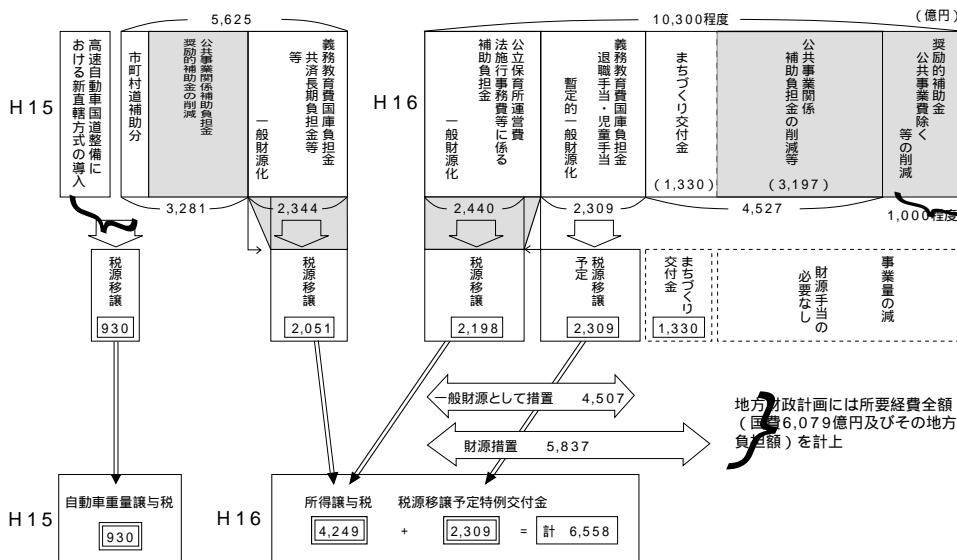 5,625
10,300程度
(億円)
H15
高速自動車国道整備に
おける新直轄方式の導入
市町村道補助分
公共事業関係補助負担金
奨励的補助金の削減
義務教育費国庫負担金
共済長期負担金等
等
一般財源化
H16
公立保育所運営費
法施行事務費等に係る
補助負担金
一般財源化
義務教育費国庫負担金
退職手当・児童手当
暫定的一般財源化
まちづくり交付金
(1,330)
公共事業関係
補助負担金の削減等
(3,197)
奨励的補助金
公共事業費除く
等の削減
3,281
2,344
2,440
2,309
4,527
1,000程度
税源移譲
930
税源移譲
2,051
税源移譲
2,198
税源移譲
予定
2,309
まちづくり
交付金
1,330
事業量の減
財源手当の
必要なし
一般財源として措置 4,507
財源措置 5,837
地方財政計画には所要経費全額
(国費6,079億円及びその地方
負担額)を計上
H15
自動車重量譲与税
930
H16
所得譲与税 税源移譲予定特例交付金
4,249 + 2,309 = 計 6,558